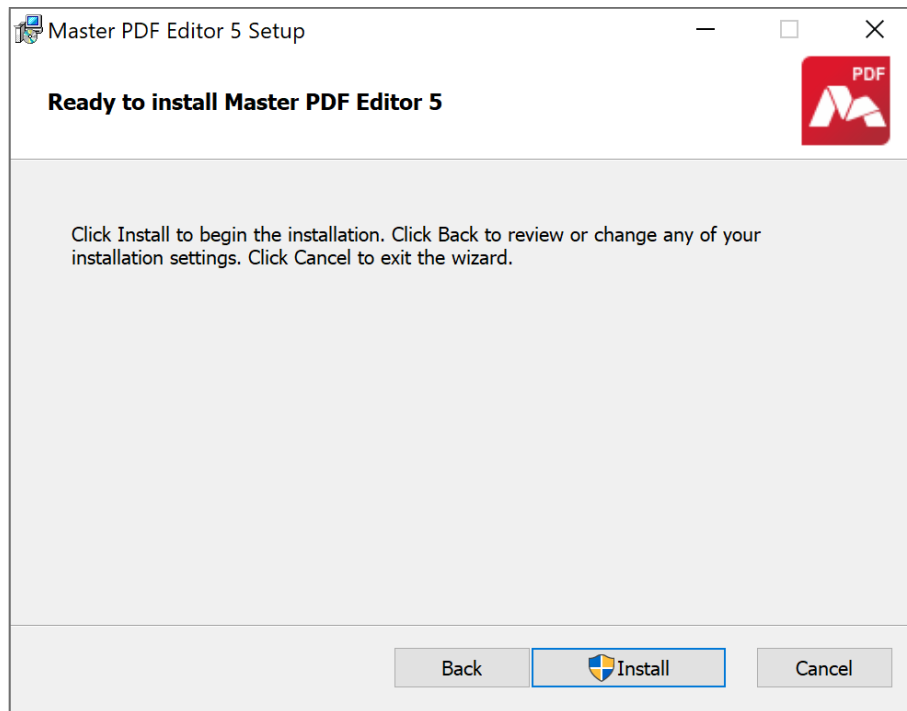 Master PDF Editor 5 Setup
PDF
Ready to install Master PDF Editor 5
Click Install to begin the installation. Click Back to review or change any of your
installation settings. Click Cancel to exit the wizard.
Back
Install
Cancel